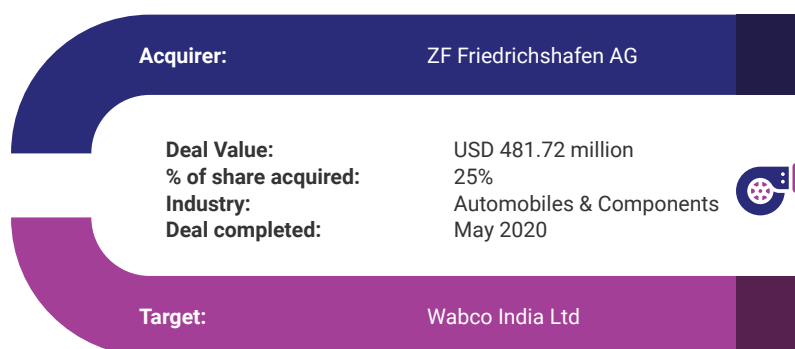 Acquirer: ZF Friedrichshafen AG
Deal Value: USD 481.72 million
% of share acquired: 25%
Industry: Automobiles & Components
Deal completed: May 2020
Target: Wabco India Ltd